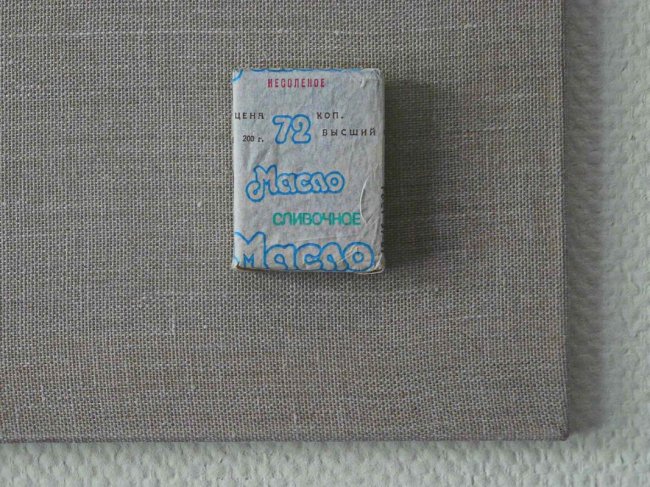 НЕСОЛЕНОЕ
ЦЕНА 72 КОП.
200 г. ВЫСШИЙ
Масло
СЛИВОЧНОЕ
Масло